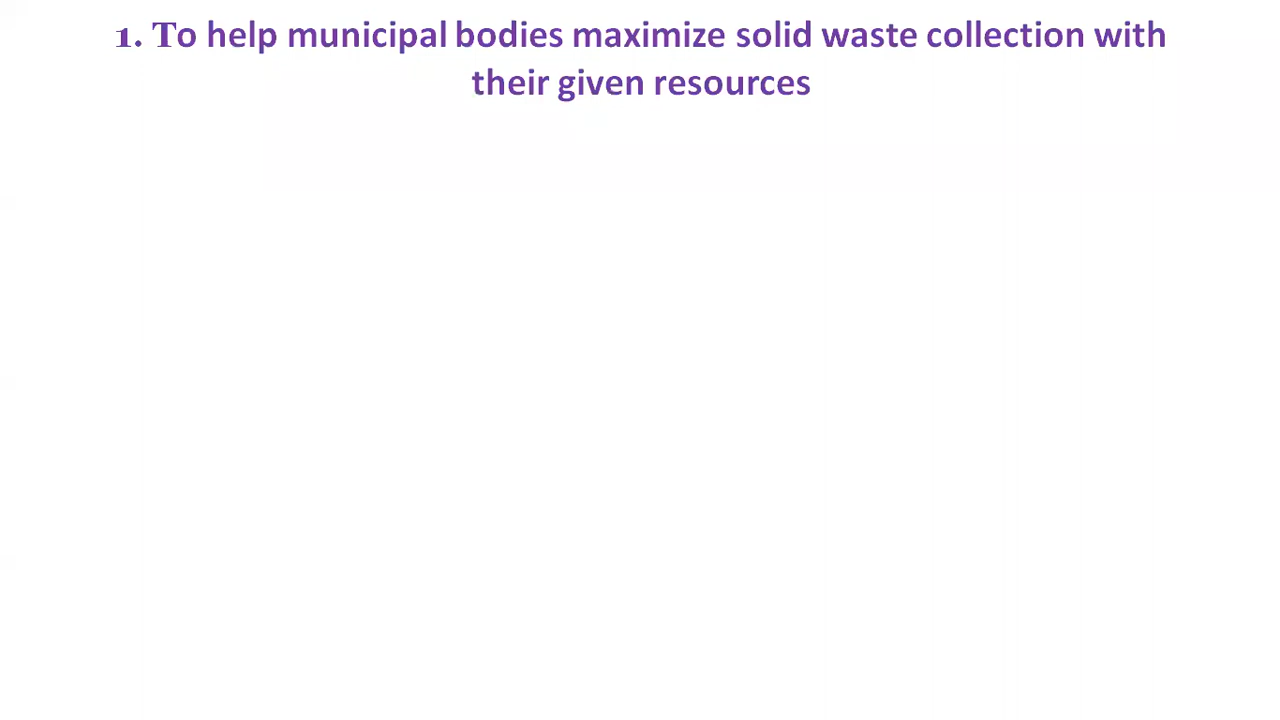 1. To help municipal bodies maximize solid waste collection with
their given resources